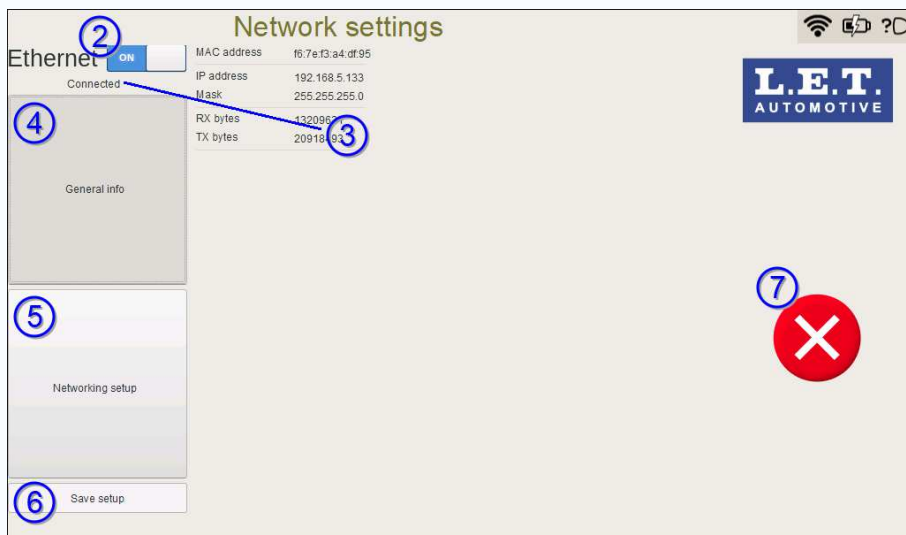 Network settings
?
2
Ethernet ON
Connected
MAC address f6:7e:f3:a4:df:95
IP address 192.168.5.133
Mask 255.255.255.0
RX bytes
TX bytes
3
L.E.T.
AUTOMOTIVE
4
General info
5
Networking setup
6
Save setup
7